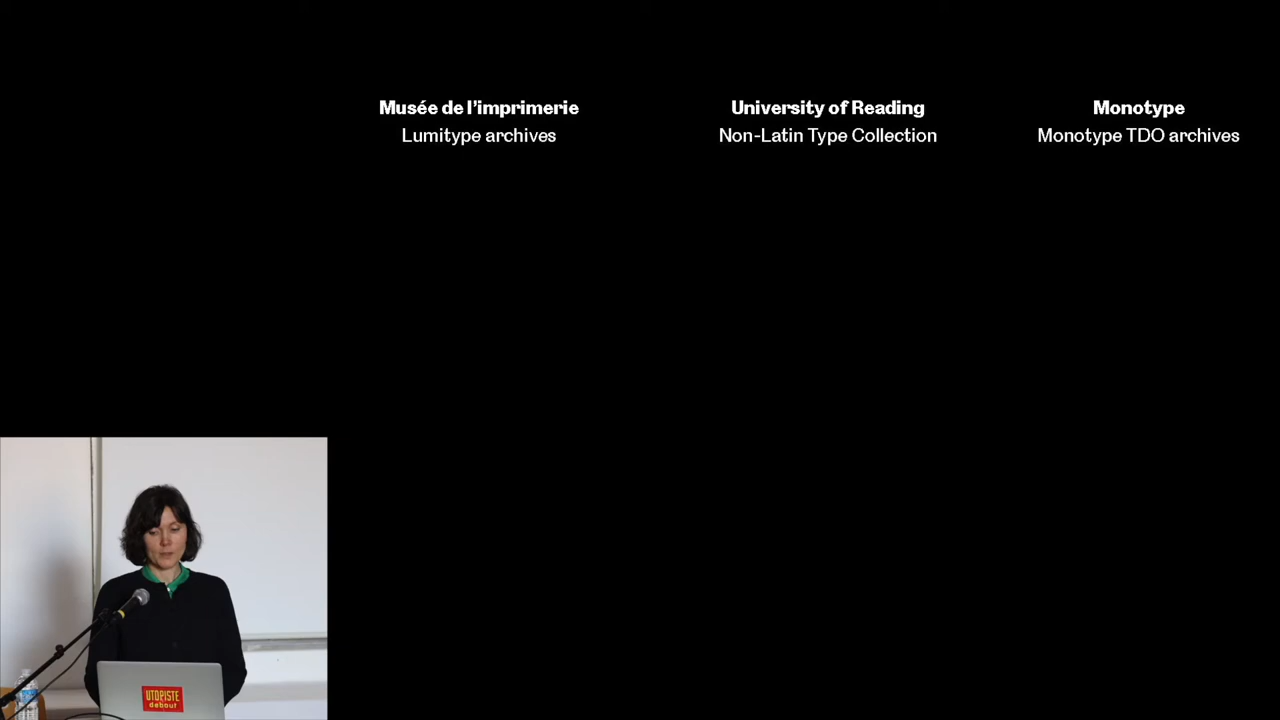 Musée de l'imprimerie
Lumitype archives
University of Reading
Non-Latin Type Collection
Monotype
Monotype TDO archives
UTOPISTE
debout